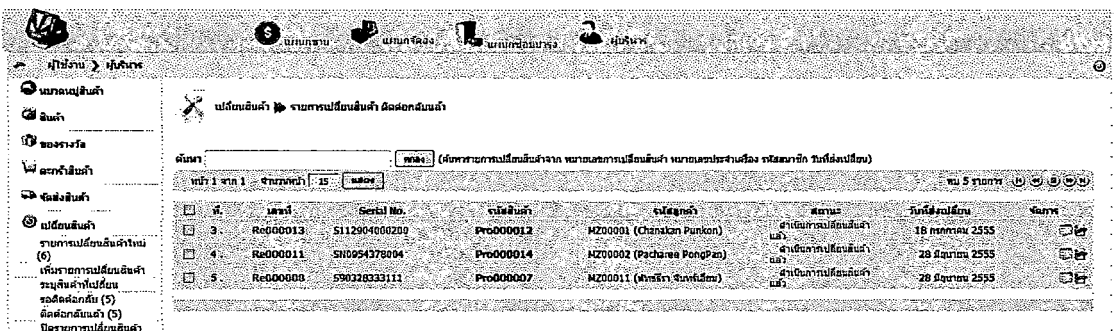 แผนกขาย แผนกจัดส่ง แผนกซ่อมบำรุง ผู้บริหาร
ผู้ใช้งาน ผู้บริหาร
หมวดหมู่สินค้า
สินค้า
ของรางวัล
ตะกร้าสินค้า
จัดส่งสินค้า
เปลี่ยนสินค้า
รายการเปลี่ยนสินค้าใหม่
(6)
เพิ่มรายการเปลี่ยนสินค้า
ระบุสินค้าที่เปลี่ยน
รอติดต่อกลับ (5)
ติดต่อกลับแล้ว (5)
ปิดรายการเปลี่ยนสินค้า
เปลี่ยนสินค้า รายการเปลี่ยนสินค้า ติดต่อกลับแล้ว
ค้นหา ตกลง (ค้นหารายการเปลี่ยนสินค้าจาก หมายเลขการเปลี่ยนสินค้า หมายเลขประจำเครื่อง รหัสสมาชิก วันที่ส่งเปลี่ยน)
หน้า 1 จาก 1 จำนวนหน้า 15 แสดง พบ 5 รายการ
ที่. เลขที่ Serial No. รหัสสินค้า รหัสลูกค้า สถานะ วันที่ส่งเปลี่ยน จัดการ
3. Re000013 S112904000200 Pro000012 MZ00001 (Chanakan Punkon) ดำเนินการเปลี่ยนสินค้าแล้ว 18 กรกฎาคม 2555
4. Re000011 SN0954378004 Pro000014 MZ00002 (Pacharee PongPan) ดำเนินการเปลี่ยนสินค้าแล้ว 28 มิถุนายน 2555
5. Re000008 S90328333111 Pro000007 MZ00011 ดำเนินการเปลี่ยนสินค้าแล้ว 28 มิถุนายน 2555